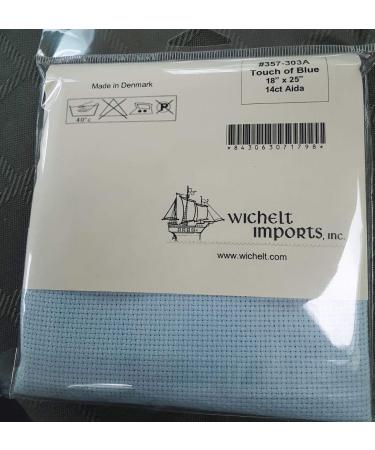 #357-303A
Touch of Blue
18" x 25"
14ct Aida
Made in Denmark
40°c
P
*843063071798*
WICHELT
IMPORTS, INC.
www.wichelt.com